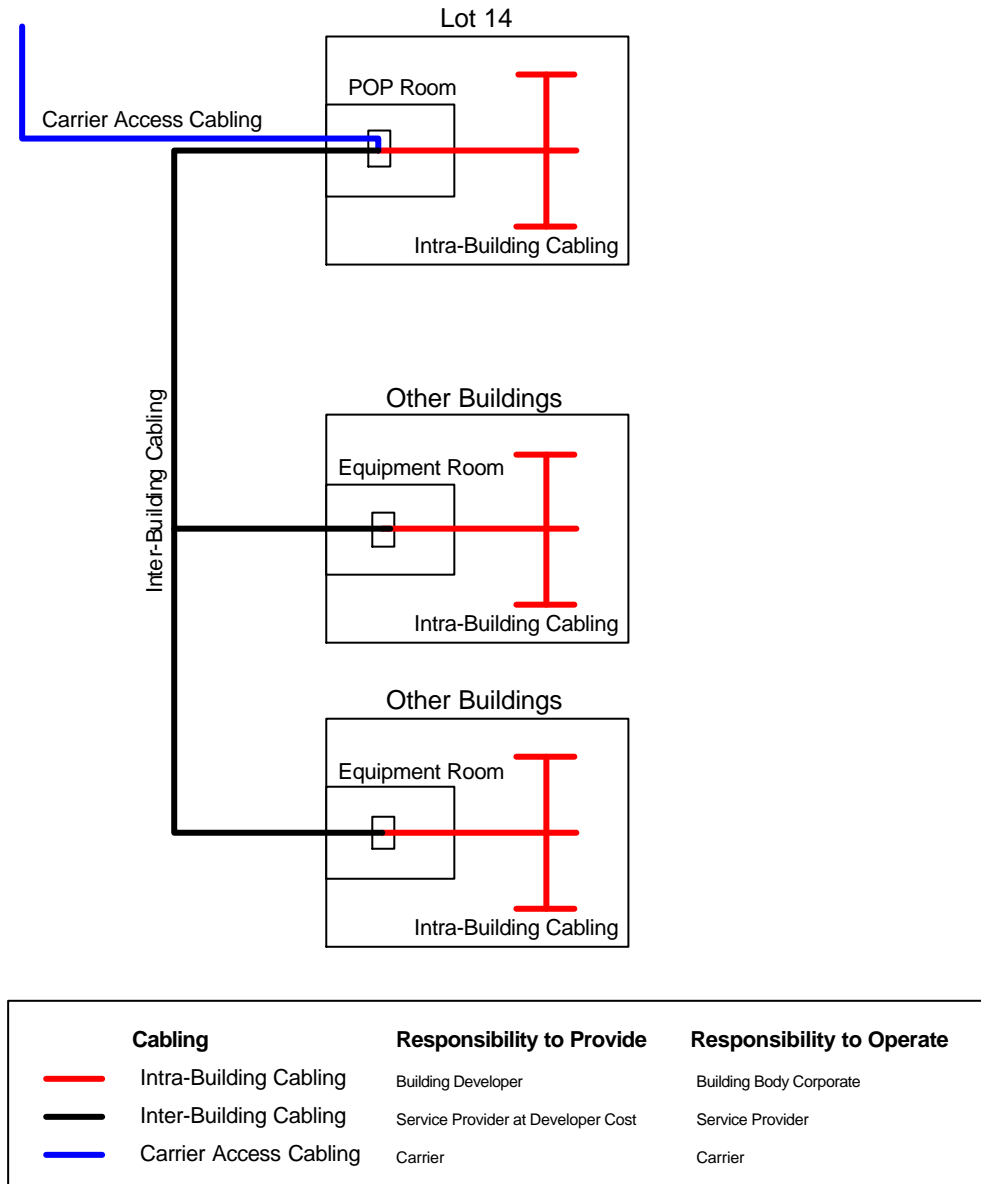 Lot 14
POP Room
Carrier Access Cabling
Intra-Building Cabling
Other Buildings
Equipment Room
Inter-Building Cabling
Intra-Building Cabling
Other Buildings
Equipment Room
Intra-Building Cabling
Cabling Responsibility to Provide Responsibility to Operate
Intra-Building Cabling Building Developer Building Body Corporate
Inter-Building Cabling Service Provider at Developer Cost Service Provider
Carrier Access Cabling Carrier Carrier